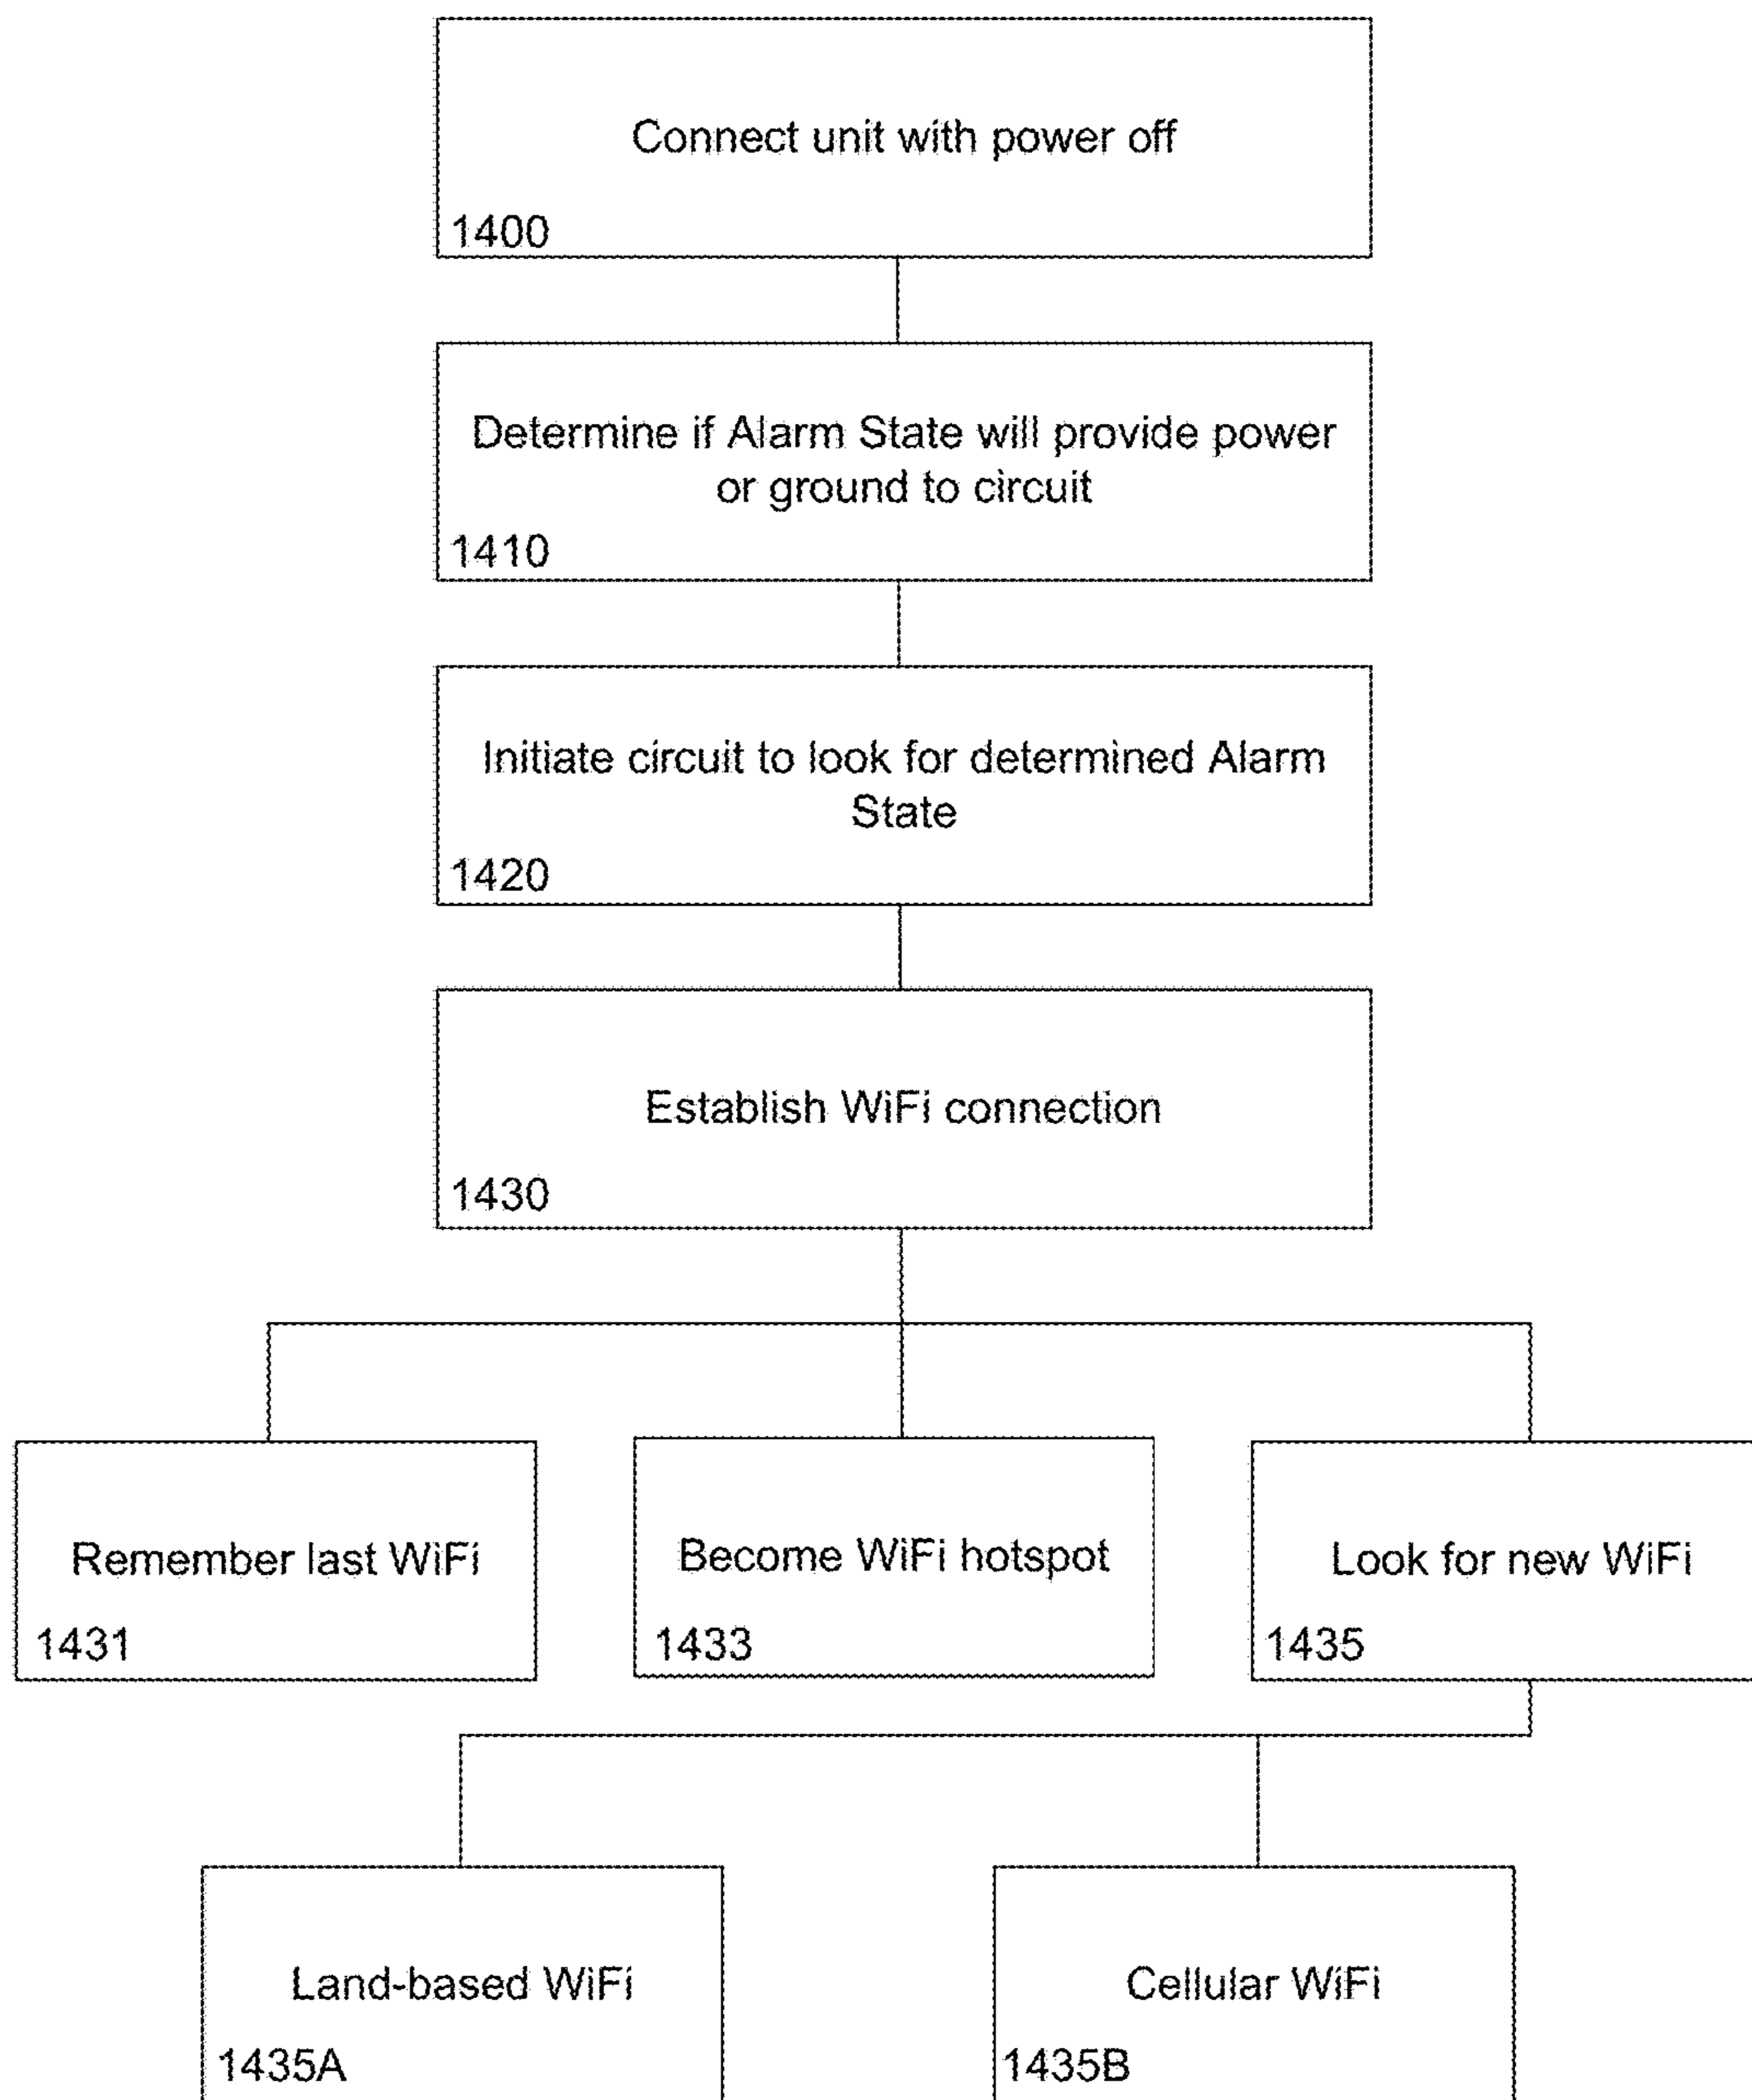 Connect unit with power off
1400
Determine if Alarm State will provide power
or ground to circuit
1410
Initiate circuit to look for determined Alarm
State
1420
Establish WiFi connection
1430
Remember last WiFi
1431
Become WiFi hotspot
1433
Look for new WiFi
1435
Land-based WiFi
1435A
Cellular WiFi
1435B